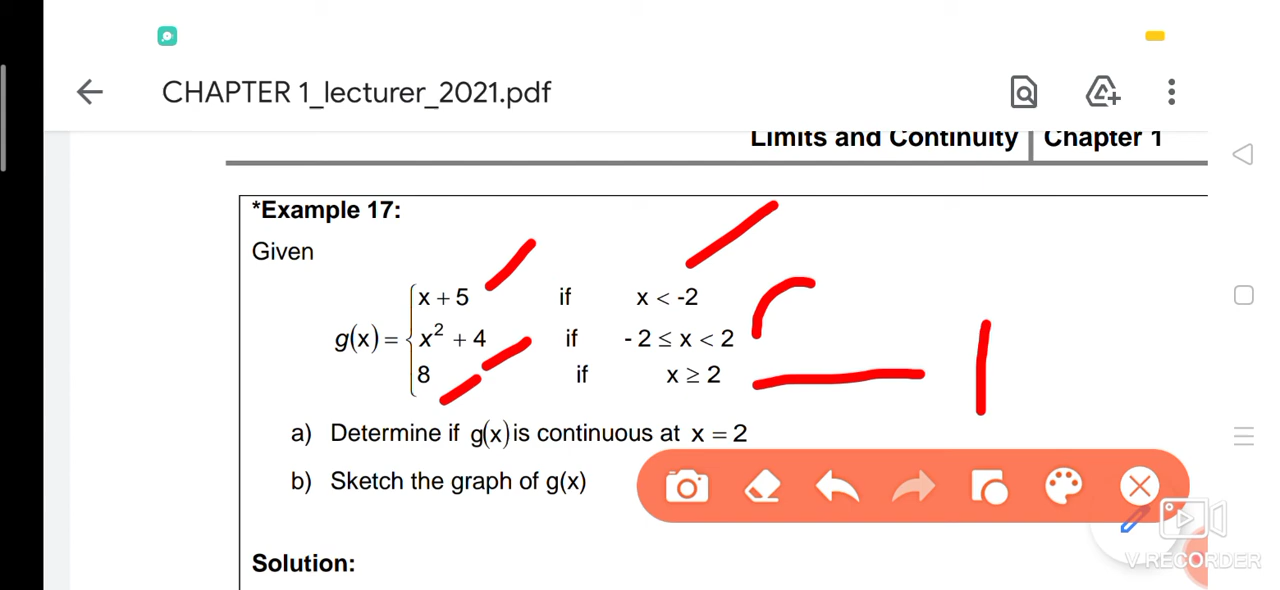 CHAPTER 1_lecturer_2021.pdf
Limits and Continuity Chapter 1
*Example 17:
Given
g(x) = { x + 5 if x < -2
x² + 4 if - 2 ≤ x < 2
8 if x ≥ 2
a) Determine if g(x) is continuous at x = 2
b) Sketch the graph of g(x)
Solution:
V RECORDER